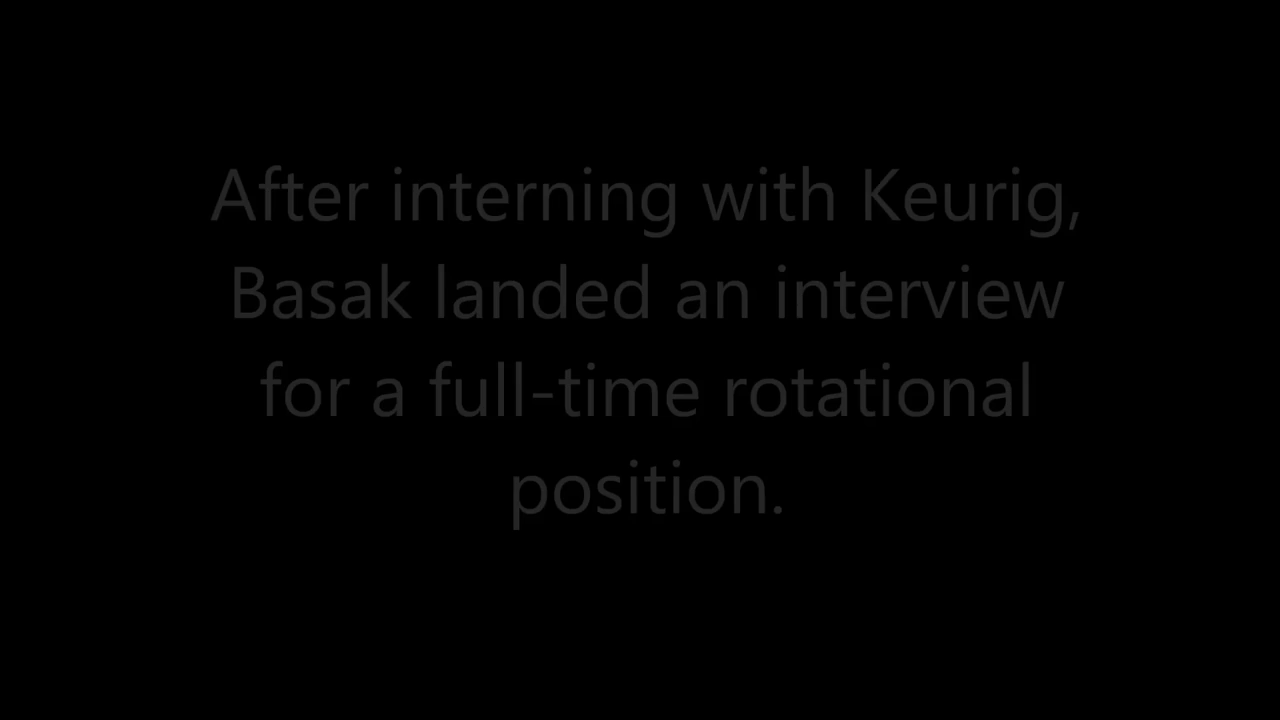 After interning with Keurig,
Basak landed an interview
for a full-time rotational
position.